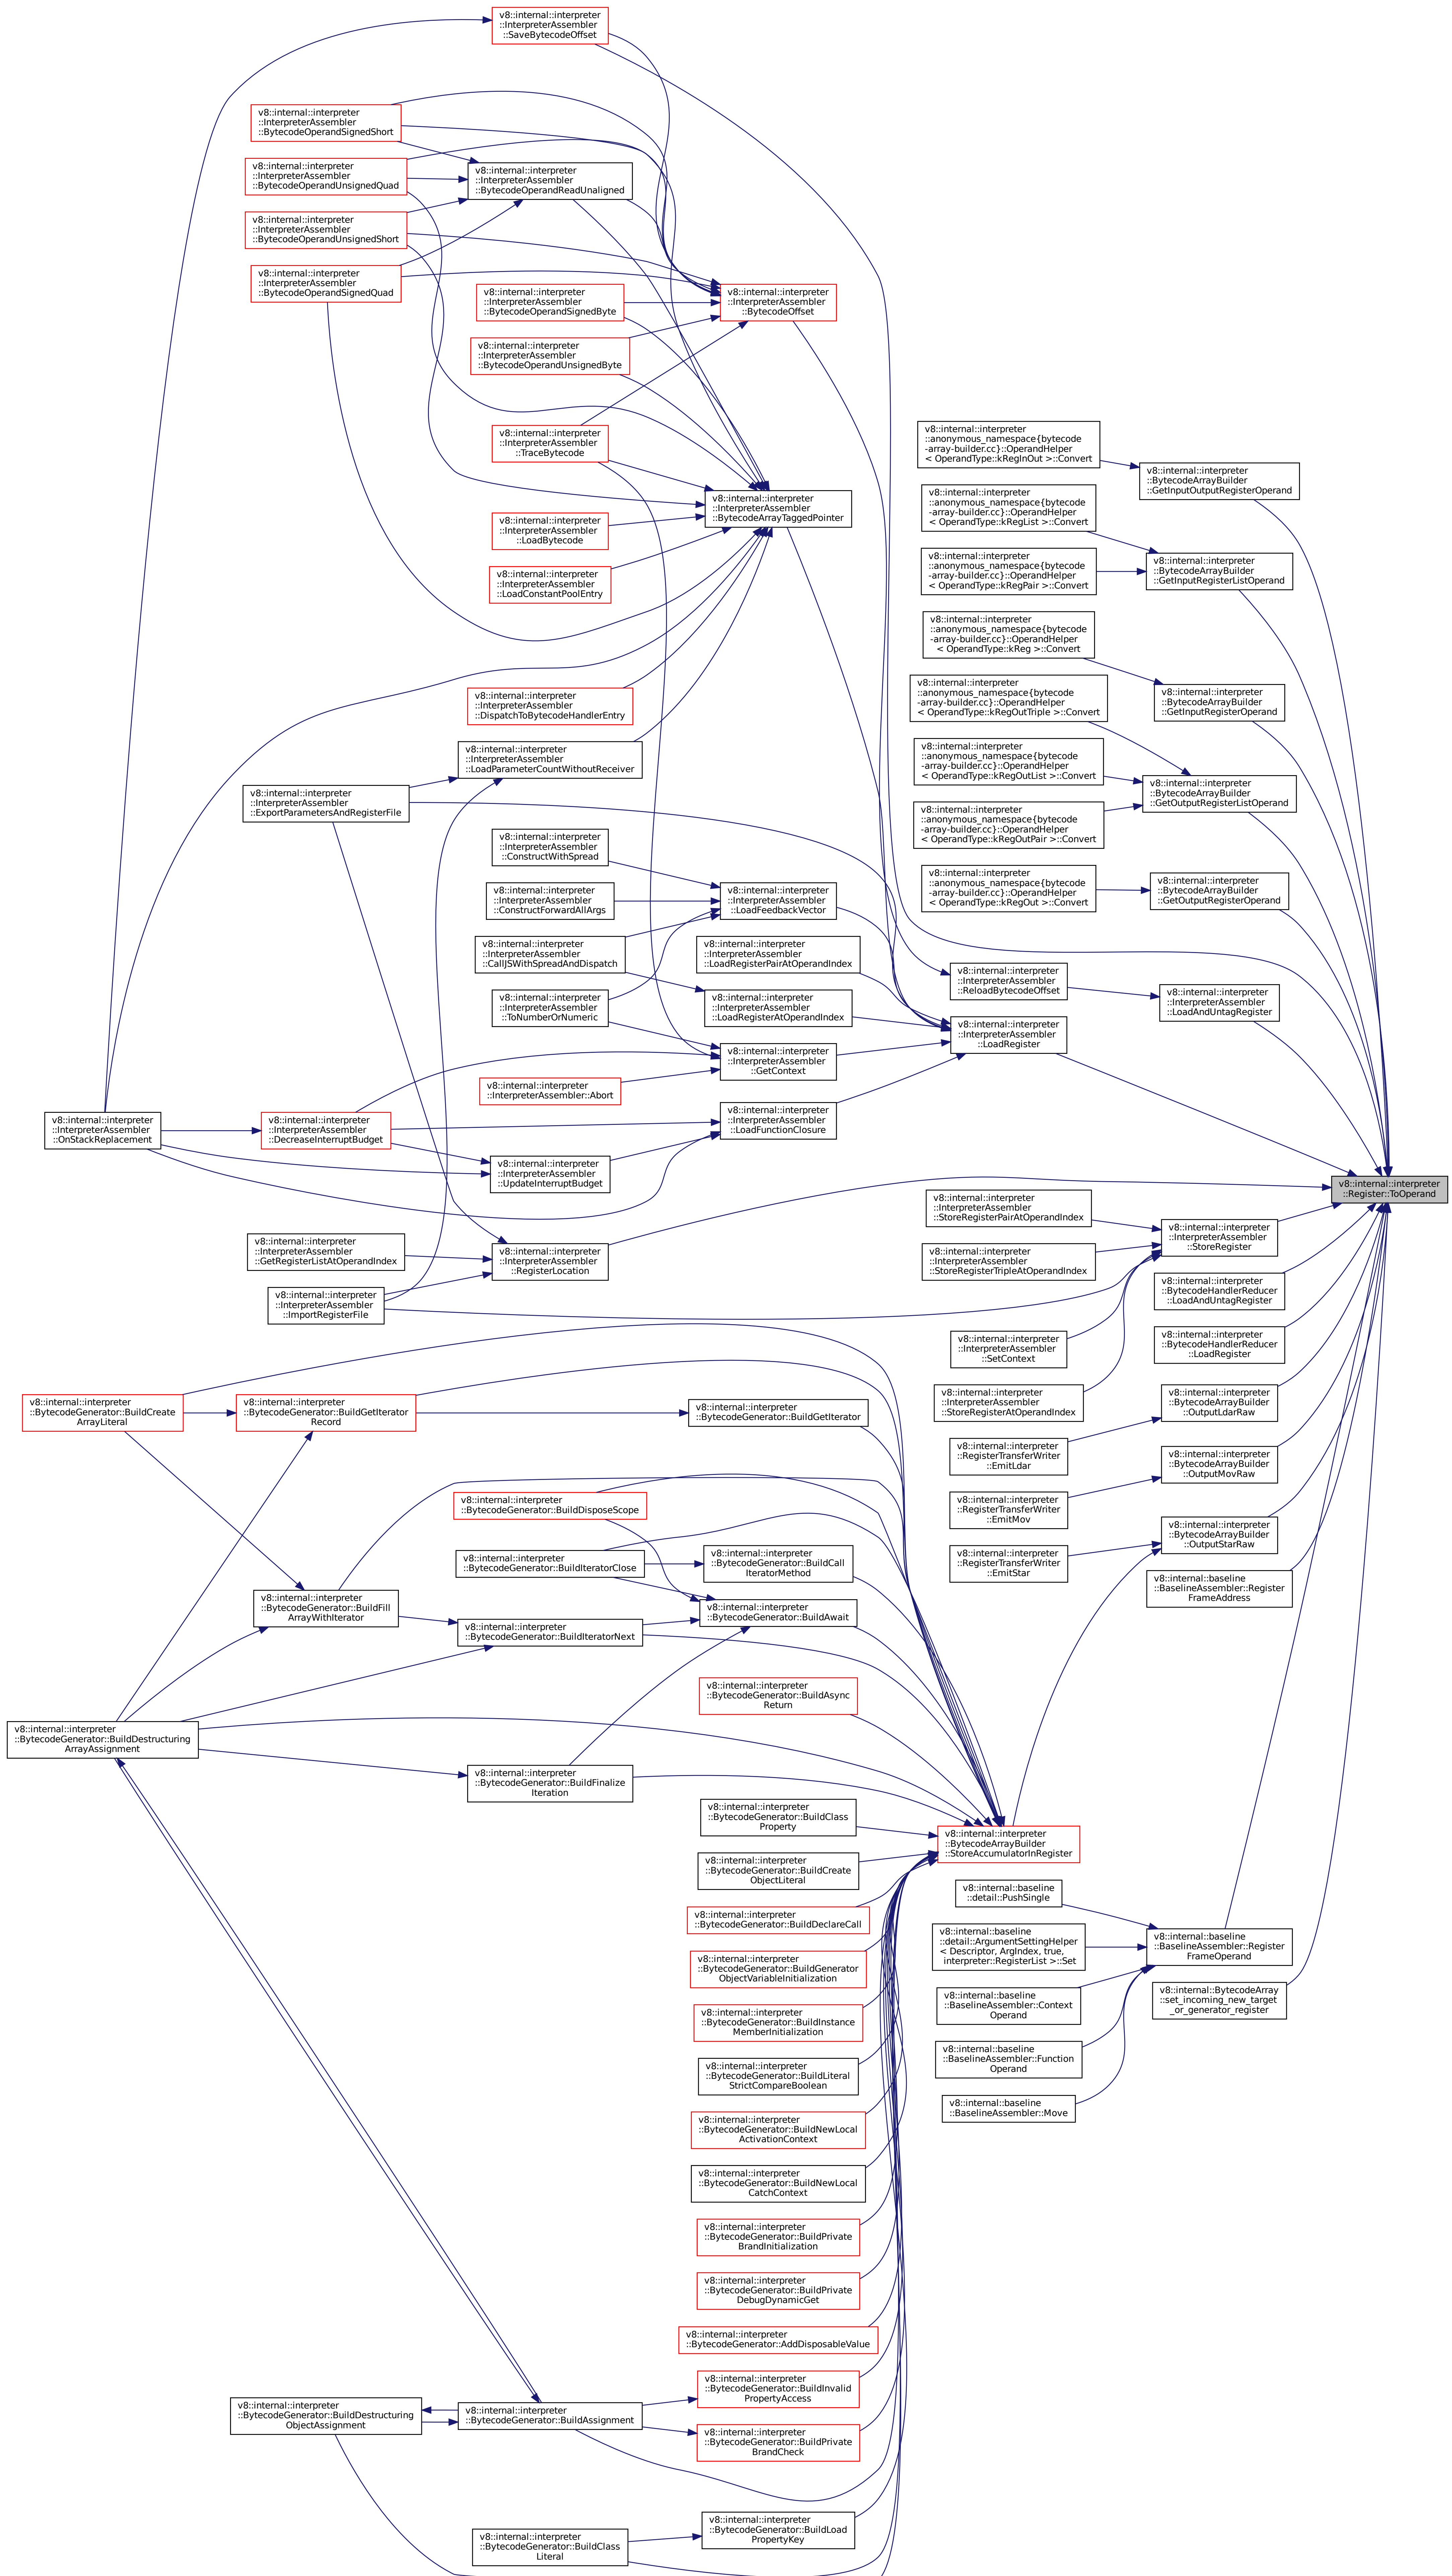 v8::internal::interpreter
::InterpreterAssembler
::SaveBytecodeOffset
v8::internal::interpreter
::InterpreterAssembler
::BytecodeOperandSignedShort
v8::internal::interpreter
::InterpreterAssembler
::BytecodeOperandUnsignedQuad
v8::internal::interpreter
::InterpreterAssembler
::BytecodeOperandReadUnaligned
v8::internal::interpreter
::InterpreterAssembler
::BytecodeOperandUnsignedShort
v8::internal::interpreter
::InterpreterAssembler
::BytecodeOperandSignedQuad
v8::internal::interpreter
::InterpreterAssembler
::BytecodeOperandSignedByte
v8::internal::interpreter
::InterpreterAssembler
::BytecodeOffset
v8::internal::interpreter
::InterpreterAssembler
::BytecodeOperandUnsignedByte
v8::internal::interpreter
::InterpreterAssembler
::TraceBytecode
v8::internal::interpreter
::anonymous_namespace{bytecode
-array-builder.cc}::OperandHelper
< OperandType::kRegInOut >::Convert
v8::internal::interpreter
::BytecodeArrayBuilder
::GetInputOutputRegisterOperand
v8::internal::interpreter
::InterpreterAssembler
::BytecodeArrayTaggedPointer
v8::internal::interpreter
::anonymous_namespace{bytecode
-array-builder.cc}::OperandHelper
< OperandType::kRegList >::Convert
v8::internal::interpreter
::InterpreterAssembler
::LoadBytecode
v8::internal::interpreter
::anonymous_namespace{bytecode
-array-builder.cc}::OperandHelper
< OperandType::kRegPair >::Convert
v8::internal::interpreter
::BytecodeArrayBuilder
::GetInputRegisterListOperand
v8::internal::interpreter
::InterpreterAssembler
::LoadConstantPoolEntry
v8::internal::interpreter
::anonymous_namespace{bytecode
-array-builder.cc}::OperandHelper
< OperandType::kReg >::Convert
v8::internal::interpreter
::InterpreterAssembler
::DispatchToBytecodeHandlerEntry
v8::internal::interpreter
::anonymous_namespace{bytecode
-array-builder.cc}::OperandHelper
< OperandType::kRegOutTriple >::Convert
v8::internal::interpreter
::BytecodeArrayBuilder
::GetInputRegisterOperand
v8::internal::interpreter
::InterpreterAssembler
::LoadParameterCountWithoutReceiver
v8::internal::interpreter
::anonymous_namespace{bytecode
-array-builder.cc}::OperandHelper
< OperandType::kRegOutList >::Convert
v8::internal::interpreter
::BytecodeArrayBuilder
::GetOutputRegisterListOperand
v8::internal::interpreter
::InterpreterAssembler
::ExportParametersAndRegisterFile
v8::internal::interpreter
::anonymous_namespace{bytecode
-array-builder.cc}::OperandHelper
< OperandType::kRegOutPair >::Convert
v8::internal::interpreter
::InterpreterAssembler
::ConstructWithSpread
v8::internal::interpreter
::anonymous_namespace{bytecode
-array-builder.cc}::OperandHelper
< OperandType::kRegOut >::Convert
v8::internal::interpreter
::BytecodeArrayBuilder
::GetOutputRegisterOperand
v8::internal::interpreter
::InterpreterAssembler
::ConstructForwardAllArgs
v8::internal::interpreter
::InterpreterAssembler
::LoadFeedbackVector
v8::internal::interpreter
::InterpreterAssembler
::CallJSWithSpreadAndDispatch
v8::internal::interpreter
::InterpreterAssembler
::LoadRegisterPairAtOperandIndex
v8::internal::interpreter
::InterpreterAssembler
::ReloadBytecodeOffset
v8::internal::interpreter
::InterpreterAssembler
::LoadAndUntagRegister
v8::internal::interpreter
::InterpreterAssembler
::ToNumberOrNumeric
v8::internal::interpreter
::InterpreterAssembler
::LoadRegisterAtOperandIndex
v8::internal::interpreter
::InterpreterAssembler
::LoadRegister
v8::internal::interpreter
::InterpreterAssembler
::GetContext
v8::internal::interpreter
::InterpreterAssembler::Abort
v8::internal::interpreter
::InterpreterAssembler
::OnStackReplacement
v8::internal::interpreter
::InterpreterAssembler
::DecreaseInterruptBudget
v8::internal::interpreter
::InterpreterAssembler
::LoadFunctionClosure
v8::internal::interpreter
::InterpreterAssembler
::UpdateInterruptBudget
v8::internal::interpreter
::Register::ToOperand
v8::internal::interpreter
::InterpreterAssembler
::StoreRegisterPairAtOperandIndex
v8::internal::interpreter
::InterpreterAssembler
::StoreRegister
v8::internal::interpreter
::InterpreterAssembler
::GetRegisterListAtOperandIndex
v8::internal::interpreter
::InterpreterAssembler
::RegisterLocation
v8::internal::interpreter
::InterpreterAssembler
::StoreRegisterTripleAtOperandIndex
v8::internal::interpreter
::BytecodeHandlerReducer
::LoadAndUntagRegister
v8::internal::interpreter
::InterpreterAssembler
::ImportRegisterFile
v8::internal::interpreter
::InterpreterAssembler
::SetContext
v8::internal::interpreter
::BytecodeHandlerReducer
::LoadRegister
v8::internal::interpreter
::BytecodeGenerator::BuildCreate
ArrayLiteral
v8::internal::interpreter
::BytecodeGenerator::BuildGetIterator
Record
v8::internal::interpreter
::BytecodeGenerator::BuildGetIterator
v8::internal::interpreter
::InterpreterAssembler
::StoreRegisterAtOperandIndex
v8::internal::interpreter
::BytecodeArrayBuilder
::OutputLdarRaw
v8::internal::interpreter
::RegisterTransferWriter
::EmitLdar
v8::internal::interpreter
::BytecodeArrayBuilder
::OutputMovRaw
v8::internal::interpreter
::BytecodeGenerator::BuildDisposeScope
v8::internal::interpreter
::RegisterTransferWriter
::EmitMov
v8::internal::interpreter
::BytecodeArrayBuilder
::OutputStarRaw
v8::internal::interpreter
::BytecodeGenerator::BuildIteratorClose
v8::internal::interpreter
::BytecodeGenerator::BuildCall
IteratorMethod
v8::internal::interpreter
::RegisterTransferWriter
::EmitStar
v8::internal::baseline
::BaselineAssembler::Register
FrameAddress
v8::internal::interpreter
::BytecodeGenerator::BuildFill
ArrayWithIterator
v8::internal::interpreter
::BytecodeGenerator::BuildIteratorNext
v8::internal::interpreter
::BytecodeGenerator::BuildAwait
v8::internal::interpreter
::BytecodeGenerator::BuildAsync
Return
v8::internal::interpreter
::BytecodeGenerator::BuildDestructuring
ArrayAssignment
v8::internal::interpreter
::BytecodeGenerator::BuildFinalize
Iteration
v8::internal::interpreter
::BytecodeGenerator::BuildClass
Property
v8::internal::interpreter
::BytecodeArrayBuilder
::StoreAccumulatorInRegister
v8::internal::interpreter
::BytecodeGenerator::BuildCreate
ObjectLiteral
v8::internal::baseline
::detail::PushSingle
v8::internal::interpreter
::BytecodeGenerator::BuildDeclareCall
v8::internal::baseline
::detail::ArgumentSettingHelper
< Descriptor, ArgIndex, true,
interpreter::RegisterList >::Set
v8::internal::baseline
::BaselineAssembler::Register
FrameOperand
v8::internal::interpreter
::BytecodeGenerator::BuildGenerator
ObjectVariableInitialization
v8::internal::baseline
::BaselineAssembler::Context
Operand
v8::internal::BytecodeArray
::set_incoming_new_target
_or_generator_register
v8::internal::interpreter
::BytecodeGenerator::BuildInstance
MemberInitialization
v8::internal::baseline
::BaselineAssembler::Function
Operand
v8::internal::interpreter
::BytecodeGenerator::BuildLiteral
StrictCompareBoolean
v8::internal::baseline
::BaselineAssembler::Move
v8::internal::interpreter
::BytecodeGenerator::BuildNewLocal
ActivationContext
v8::internal::interpreter
::BytecodeGenerator::BuildNewLocal
CatchContext
v8::internal::interpreter
::BytecodeGenerator::BuildPrivate
BrandInitialization
v8::internal::interpreter
::BytecodeGenerator::BuildPrivate
DebugDynamicGet
v8::internal::interpreter
::BytecodeGenerator::AddDisposableValue
v8::internal::interpreter
::BytecodeGenerator::BuildInvalid
PropertyAccess
v8::internal::interpreter
::BytecodeGenerator::BuildDestructuring
ObjectAssignment
v8::internal::interpreter
::BytecodeGenerator::BuildAssignment
v8::internal::interpreter
::BytecodeGenerator::BuildPrivate
BrandCheck
v8::internal::interpreter
::BytecodeGenerator::BuildLoad
PropertyKey
v8::internal::interpreter
::BytecodeGenerator::BuildClass
Literal